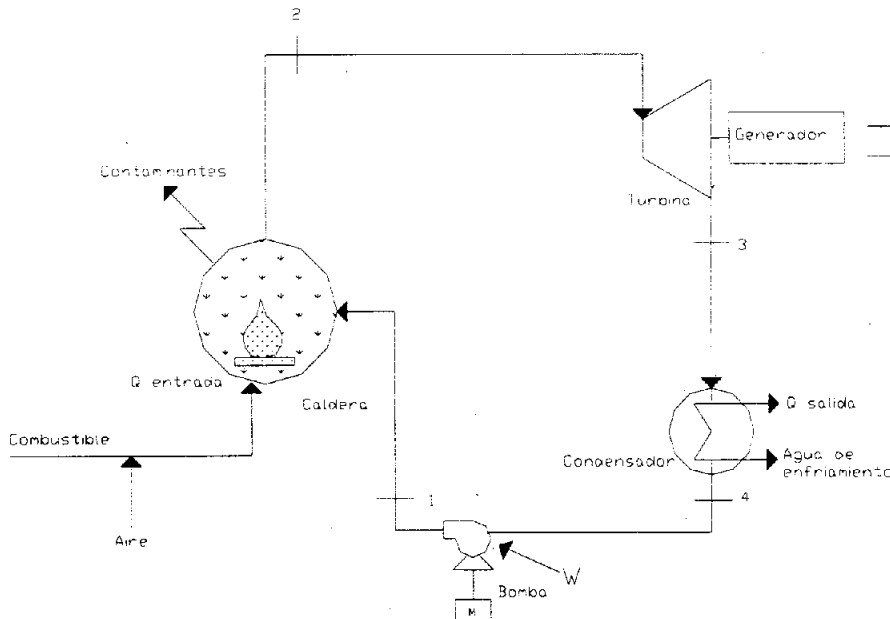 2
Generador
Contaminantes
Turbina
3
Q entrada
Caldera
Q salida
Combustible
Condensador
Agua de
enfriamiento
1
4
Aire
W
Bomba
M